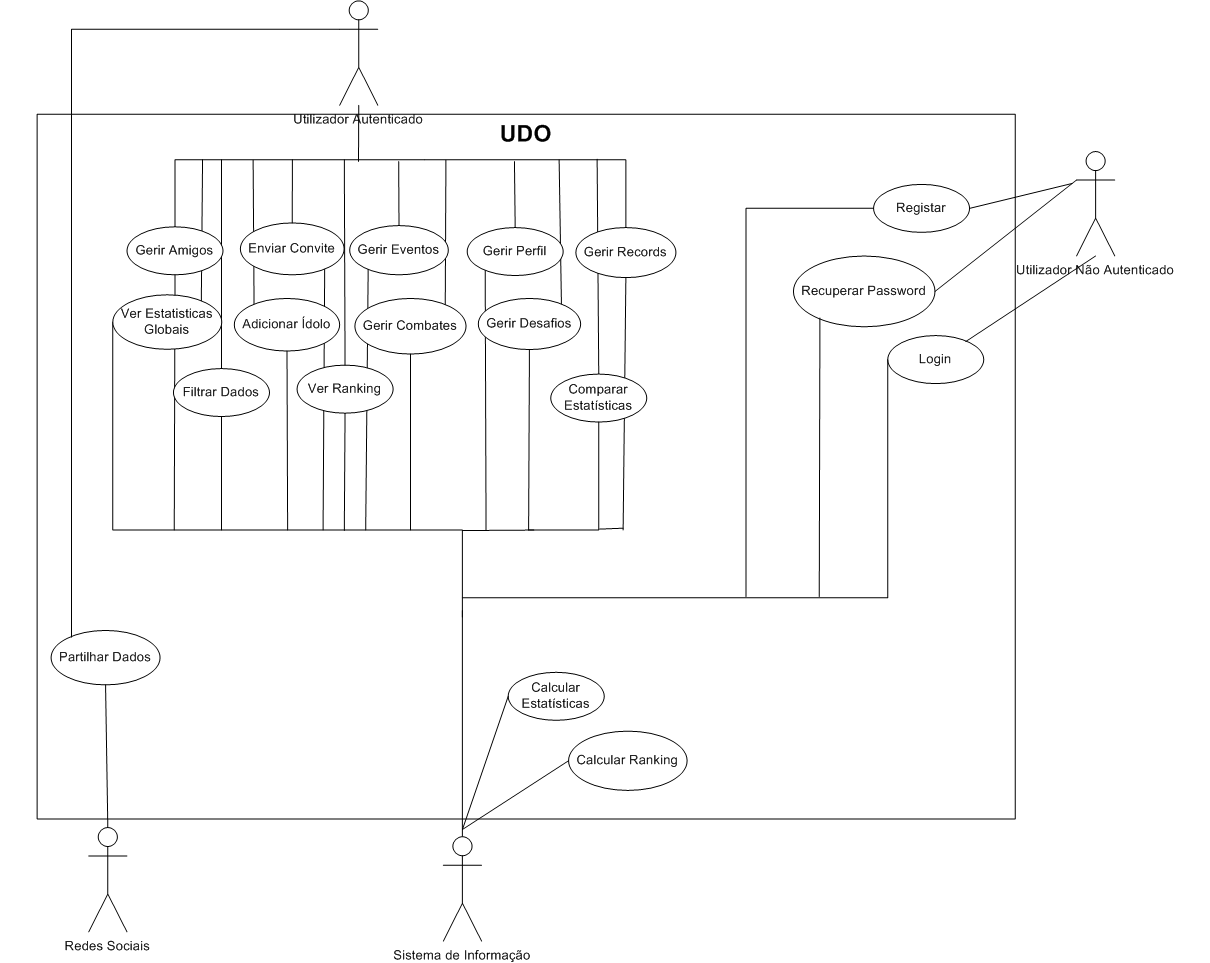 Utilizador Autenticado
UDO
Registar
Gerir Amigos
Enviar Convite
Gerir Eventos
Gerir Perfil
Gerir Records
Utilizador Não Autenticado
Recuperar Password
Ver Estatisticas
Globais
Adicionar Ídolo
Gerir Combates
Gerir Desafios
Login
Filtrar Dados
Ver Ranking
Comparar
Estatísticas
Partilhar Dados
Calcular
Estatísticas
Calcular Ranking
Redes Sociais
Sistema de Informação